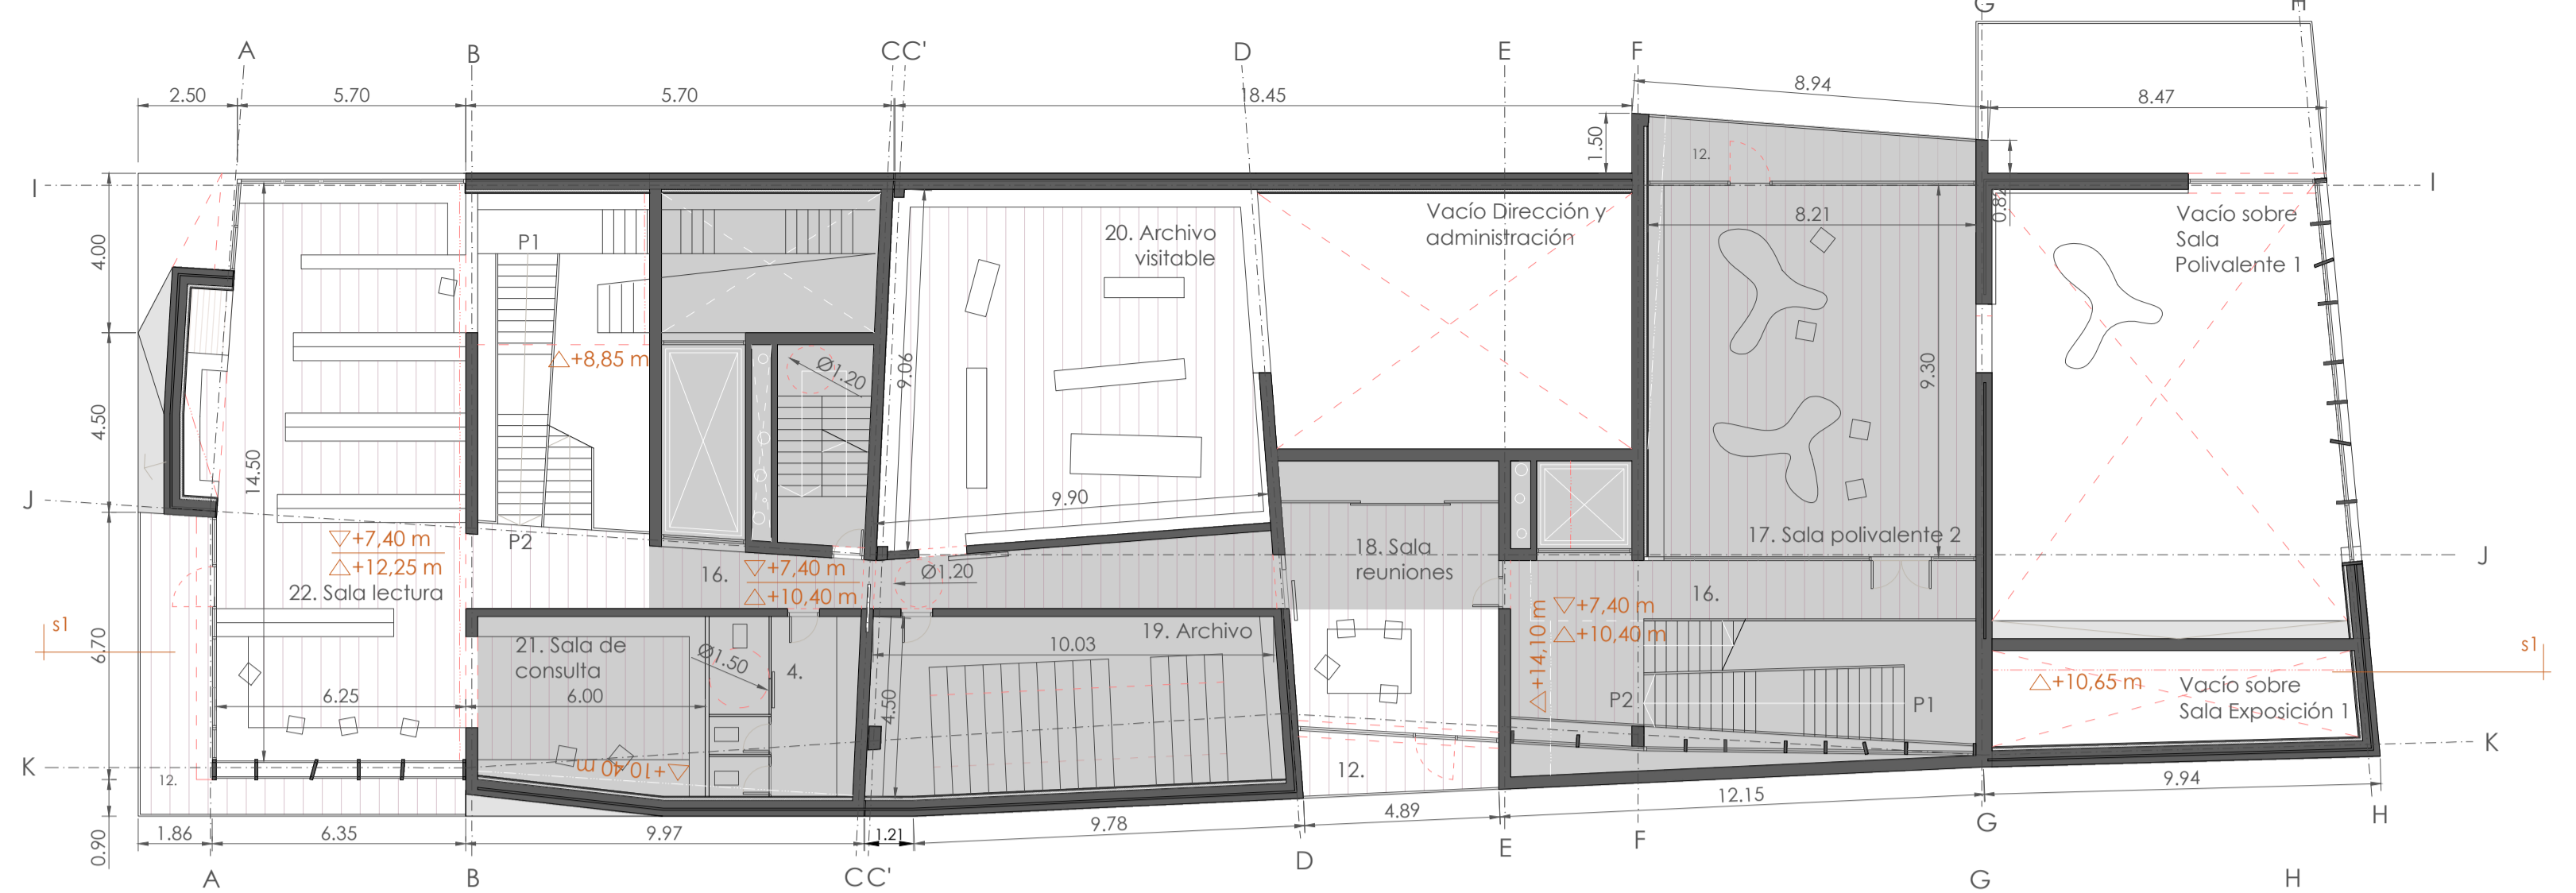 G
E
A
B
CC'
D
E
F
2.50
5.70
5.70
18.45
8.94
8.47
1.50
12.
I
I
0.82
Vacío Dirección y
administración
8.21
Vacío sobre
Sala
Polivalente 1
20. Archivo
visitable
P1
4.00
△+8,85 m
Ø1.20
9.06
9.30
4.50
14.50
9.90
J
P2
▽+7,40 m
△+12,25 m
22. Sala lectura
16.
▽+7,40 m
△+10,40 m
Ø1.20
18. Sala
reuniones
17. Sala polivalente 2
J
16.
▽+7,40 m
△+10,40 m
△+14,10 m
s1
6.70
21. Sala de
consulta
Ø1.50
4.
19. Archivo
10.03
s1
6.25
6.00
4.50
P2
P1
△+10,65 m
Vacío sobre
Sala Exposición 1
K
12.
△+10,40 m
12.
K
9.94
12.15
4.89
9.78
1.21
9.97
6.35
1.86
0.90
A
B
CC'
D
E
F
G
H
G
H